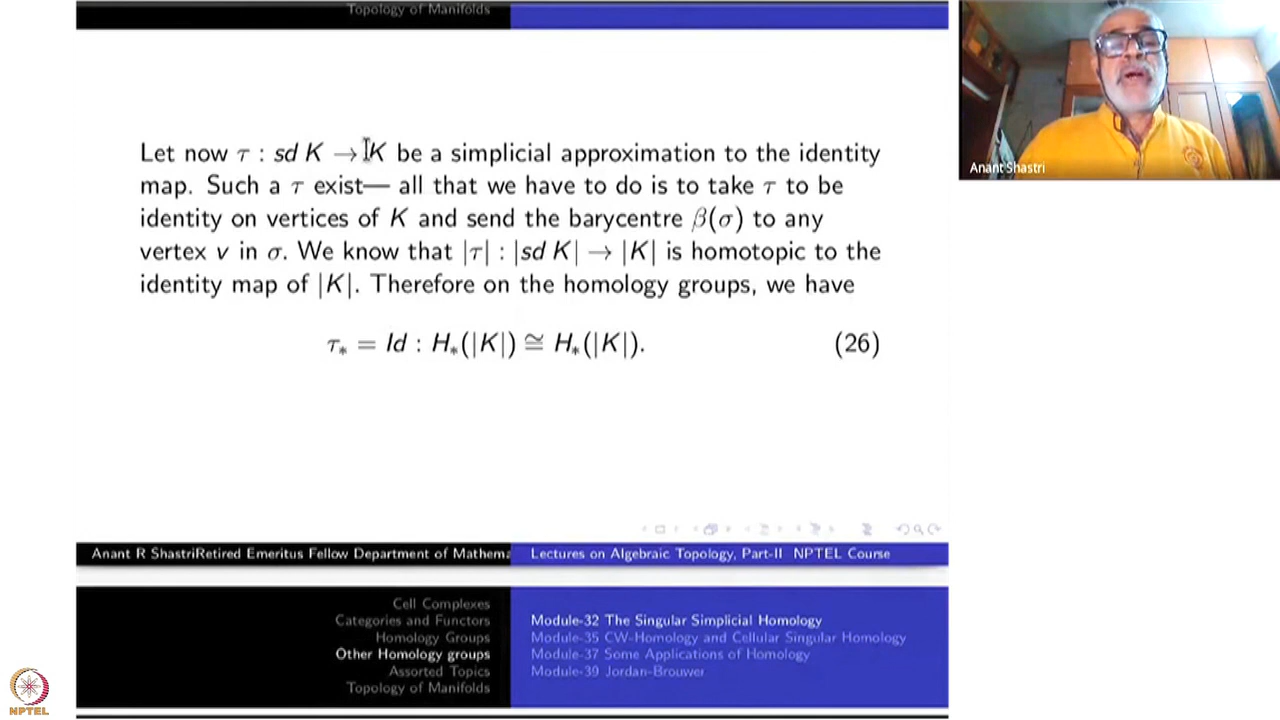 Topology of Manifolds
Let now τ : sd K → K be a simplicial approximation to the identity
map. Such a τ exist— all that we have to do is to take τ to be
identity on vertices of K and send the barycentre β(σ) to any
vertex v in σ. We know that |τ| : |sd K| → |K| is homotopic to the
identity map of |K|. Therefore on the homology groups, we have
τ∗ = Id : H∗(|K|) ≅ H∗(|K|). (26)
Anant Shastri
Anant R ShastriRetired Emeritus Fellow Department of Mathema
Lectures on Algebraic Topology, Part-II NPTEL Course
Cell Complexes
Categories and Functors
Homology Groups
Other Homology groups
Assorted Topics
Topology of Manifolds
Module-32 The Singular Simplicial Homology
Module-35 CW-Homology and Cellular Singular Homology
Module-37 Some Applications of Homology
Module-39 Jordan-Brouwer
NPTEL